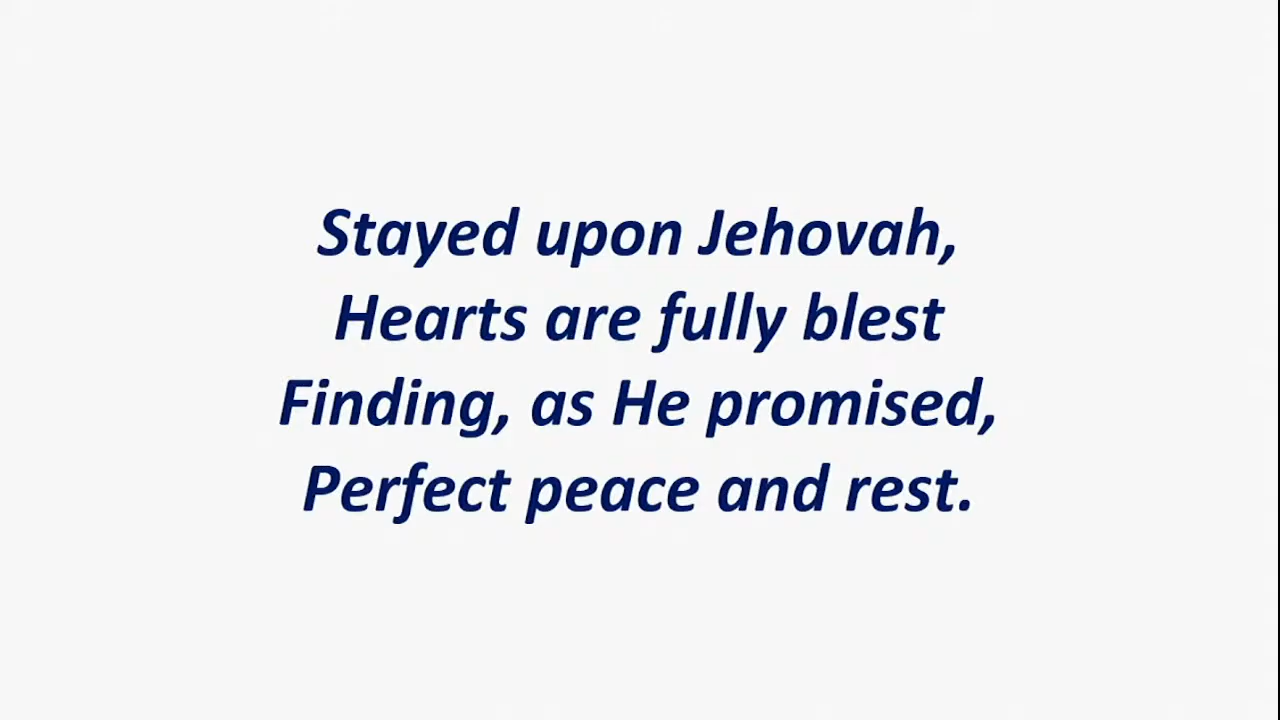 Stayed upon Jehovah,
Hearts are fully blest
Finding, as He promised,
Perfect peace and rest.